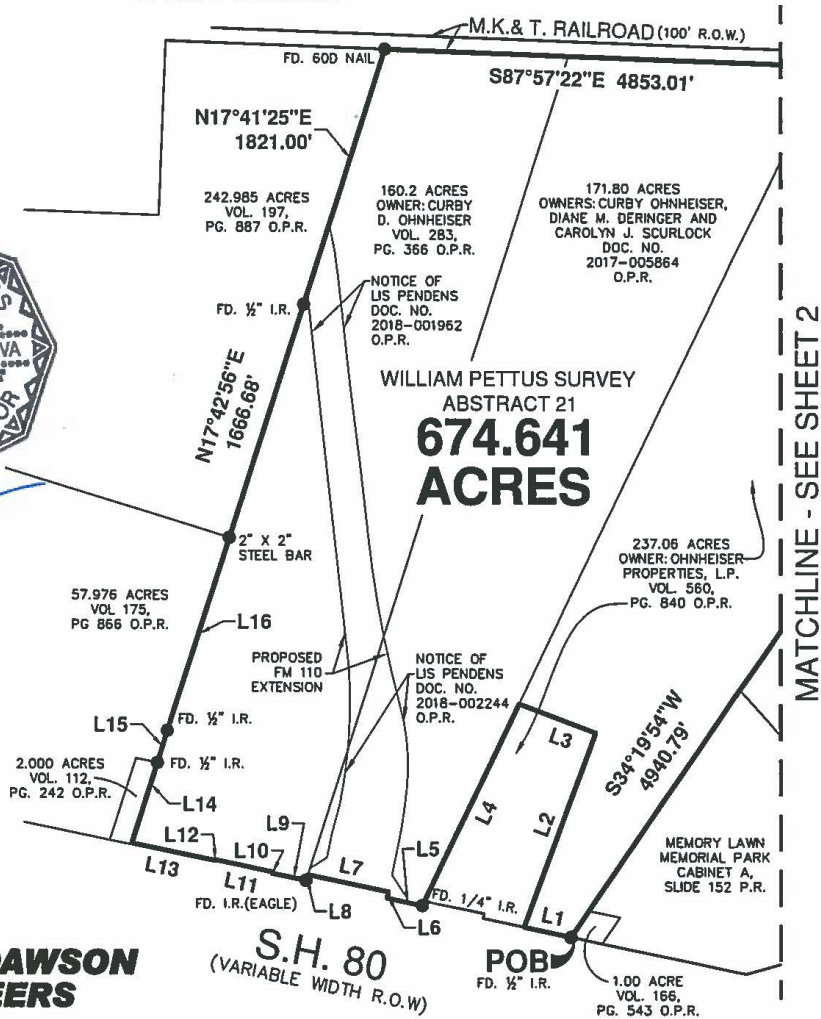 M.K.& T. RAILROAD (100' R.O.W.)
FD. 60D NAIL
S87°57'22"E 4853.01'
N17°41'25"E
1821.00'
242.985 ACRES
VOL. 197,
PG. 887 O.P.R.
160.2 ACRES
OWNER: CURBY
D. OHNHEISER
VOL. 283,
PG. 366 O.P.R.
171.80 ACRES
OWNERS: CURBY OHNHEISER,
DIANE M. DERINGER AND
CAROLYN J. SCURLOCK
DOC. NO.
2017-005864
O.P.R.
NOTICE OF
LIS PENDENS
DOC. NO.
2018-001962
O.P.R.
FD. ½" I.R.
MATCHLINE - SEE SHEET 2
WILLIAM PETTUS SURVEY
ABSTRACT 21
674.641
ACRES
N17°42'56"E
1666.68'
2" X 2"
STEEL BAR
237.06 ACRES
OWNER: OHNHEISER
PROPERTIES, L.P.
VOL. 560,
PG. 840 O.P.R.
57.976 ACRES
VOL 175,
PG 866 O.P.R.
L16
PROPOSED
FM 110
EXTENSION
NOTICE OF
LIS PENDENS
DOC. NO.
2018-002244
O.P.R.
L15
FD. ½" I.R.
L3
S34°19'54"W
4940.79'
2.000 ACRES
VOL. 112,
PG. 242 O.P.R.
FD. ½" I.R.
L14
L4
L2
L12
L9
L10
L7
L5
L13
L11
FD. I.R.(EAGLE)
L8
L6
FD. 1/4" I.R.
L1
MEMORY LAWN
MEMORIAL PARK
CABINET A,
SLIDE 152 P.R.
S.H. 80
(VARIABLE WIDTH R.O.W)
POB
FD. ½" I.R.
1.00 ACRE
VOL. 166,
PG. 543 O.P.R.
AWSON
EERS
VA
OR
S